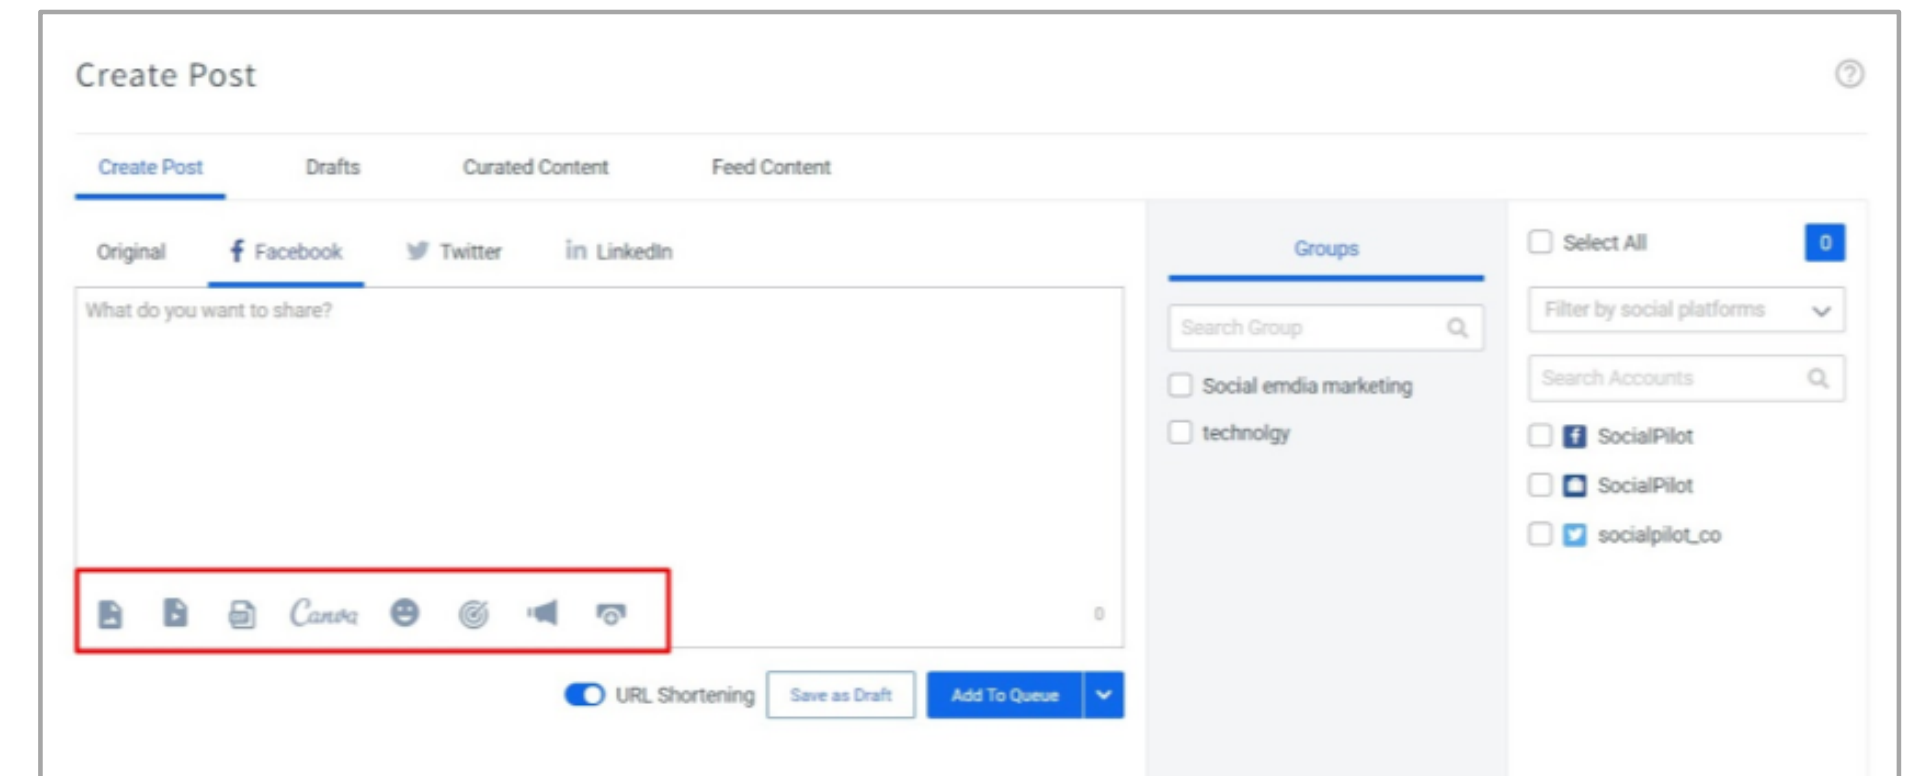 Create Post
Create Post Drafts Curated Content Feed Content
Original Facebook Twitter in LinkedIn
What do you want to share?
Canva
0
URL Shortening Save as Draft Add To Queue
Groups
Search Group
Social emdia marketing
technolgy
Select All 0
Filter by social platforms
Search Accounts
SocialPilot
SocialPilot
socialpilot_co